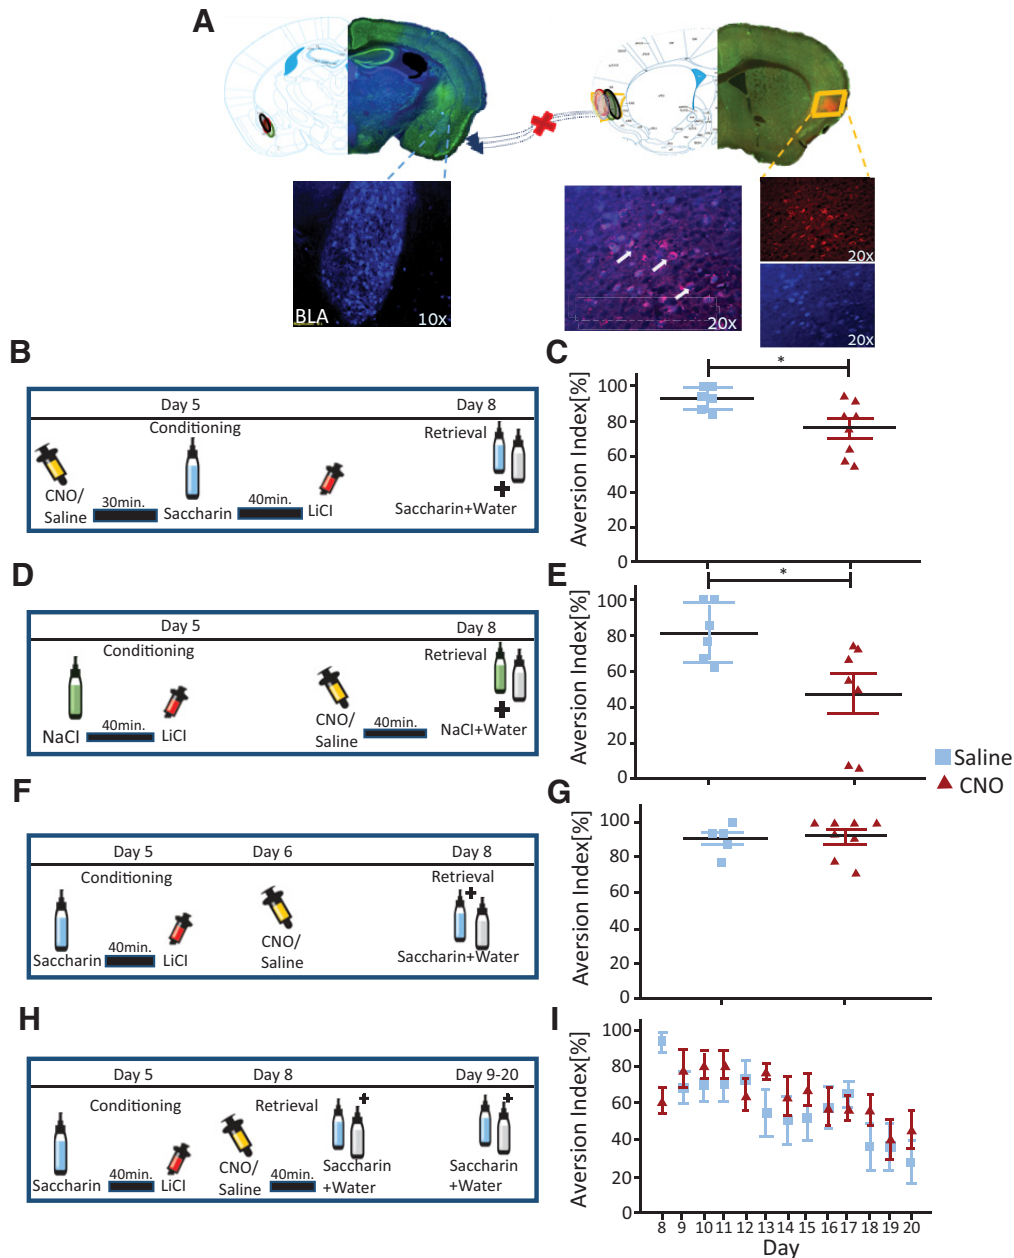 A
BLA
10x
20x
20x
20x
B
Day 5
Day 8
Conditioning
Retrieval
CNO/
Saline
30min.
Saccharin
40min.
LiCl
Saccharin+Water
C
*
Aversion Index[%]
100
80
60
40
20
0
D
Day 5
Day 8
Conditioning
Retrieval
NaCl
40min.
LiCl
CNO/
Saline
40min.
NaCl+Water
E
*
Aversion Index[%]
100
80
60
40
20
0
Saline
CNO
F
Day 5
Day 6
Day 8
Conditioning
Retrieval
Saccharin
40min.
LiCl
CNO/
Saline
Saccharin+Water
G
Aversion Index[%]
100
80
60
40
20
0
H
Day 5
Day 8
Day 9-20
Conditioning
Retrieval
Saccharin
40min.
LiCl
CNO/
Saline
40min.
Saccharin
+Water
Saccharin
+Water
I
Aversion Index[%]
100
80
60
40
20
0
8 9 10 11 12 13 14 15 16 17 18 19 20
Day